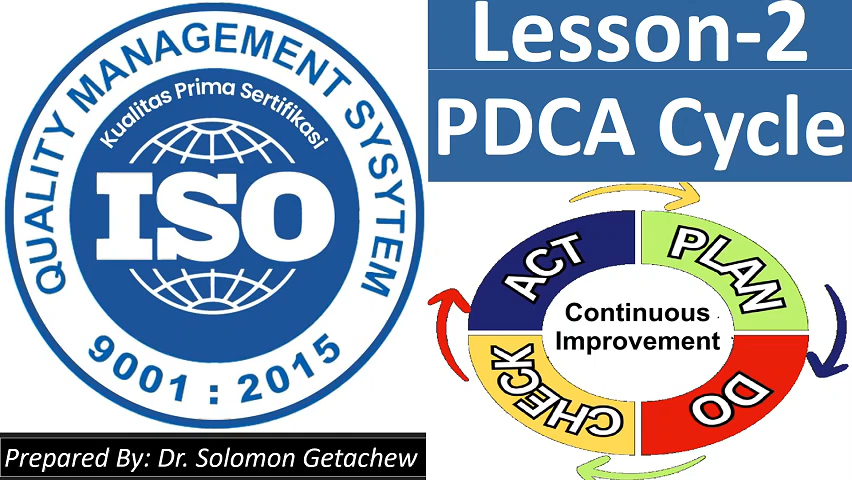 QUALITY MANAGEMENT SYSYTEM
Kualitas Prima Sertifikasi
ISO
9001 : 2015
Prepared By: Dr. Solomon Getachew
Lesson-2
PDCA Cycle
ACT
PLAN
Continuous
Improvement
CHECK
DO